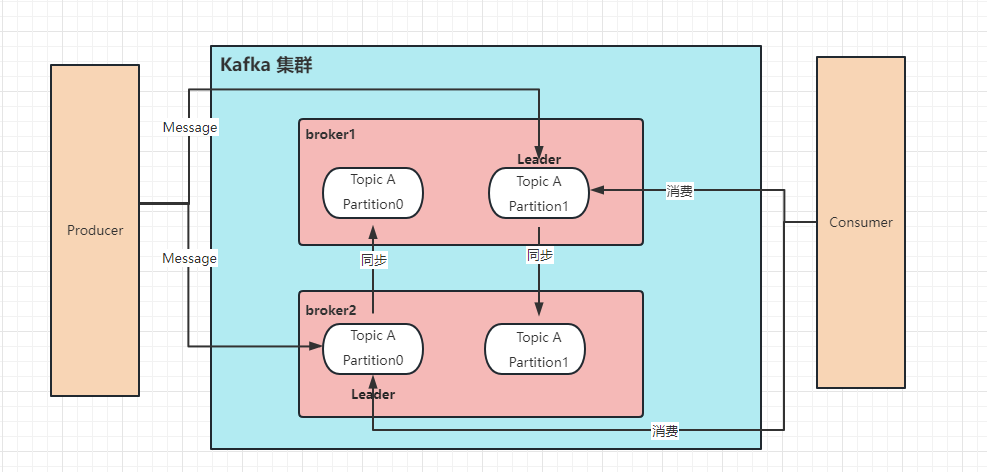 Kafka 集群
Message
broker1
Leader
Topic A
Partition0
Topic A
Partition1
消费
Producer
Consumer
Message
同步
同步
broker2
Topic A
Partition0
Topic A
Partition1
Leader
消费